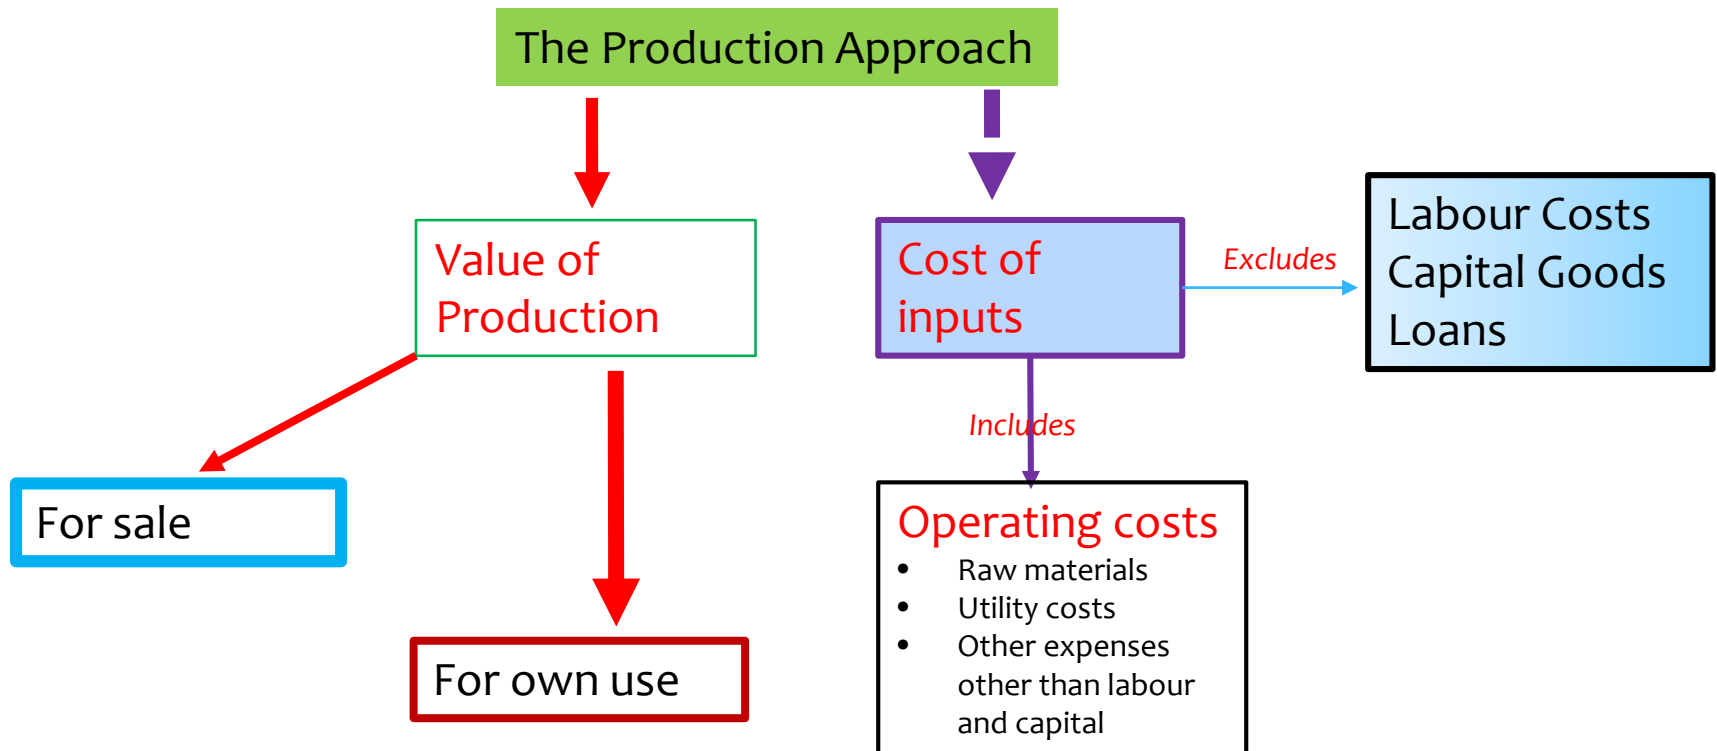 The Production Approach
Value of
Production
Cost of
inputs
Excludes
Labour Costs
Capital Goods
Loans
Includes
For sale
For own use
Operating costs
• Raw materials
• Utility costs
• Other expenses
other than labour
and capital